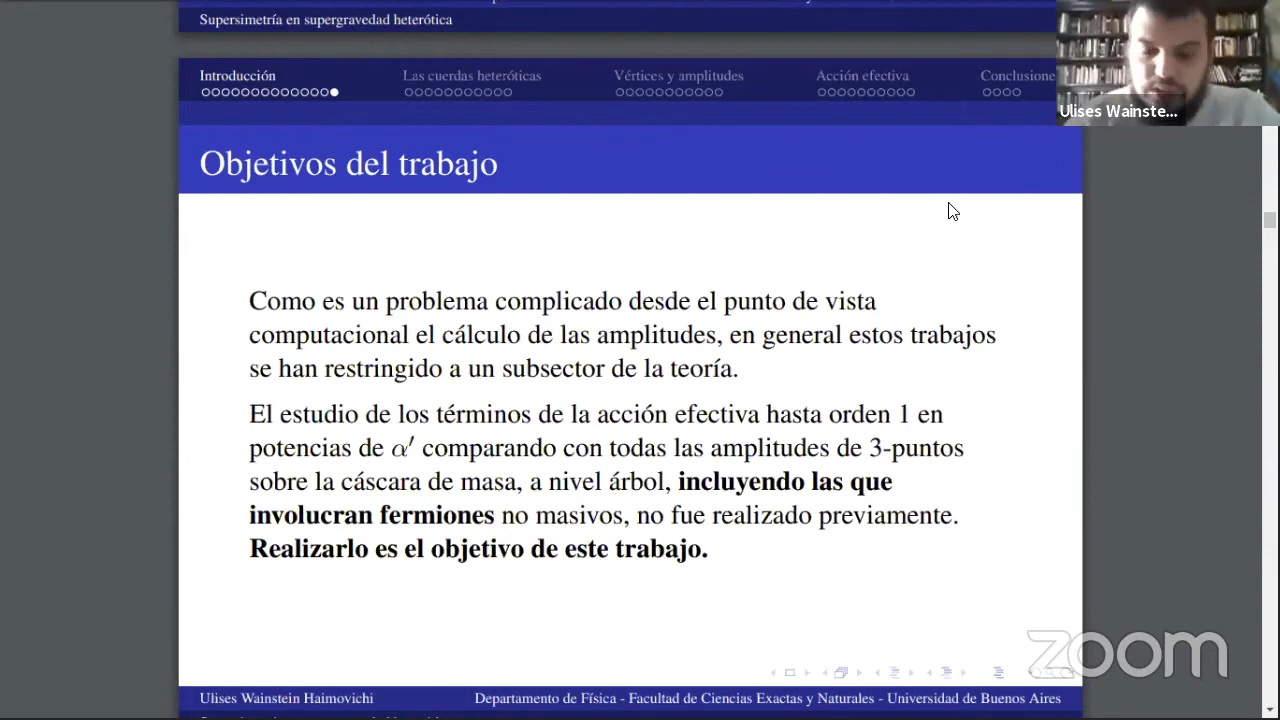 Supersimetría en supergravedad heterótica
Introducción
Las cuerdas heteróticas
Vértices y amplitudes
Acción efectiva
Conclusione
Ulises Wainste...
Objetivos del trabajo
Como es un problema complicado desde el punto de vista
computacional el cálculo de las amplitudes, en general estos trabajos
se han restringido a un subsector de la teoría.
El estudio de los términos de la acción efectiva hasta orden 1 en
potencias de α′ comparando con todas las amplitudes de 3-puntos
sobre la cáscara de masa, a nivel árbol, incluyendo las que
involucran fermiones no masivos, no fue realizado previamente.
Realizarlo es el objetivo de este trabajo.
zoom
Ulises Wainstein Haimovichi
Departamento de Física - Facultad de Ciencias Exactas y Naturales - Universidad de Buenos Aires